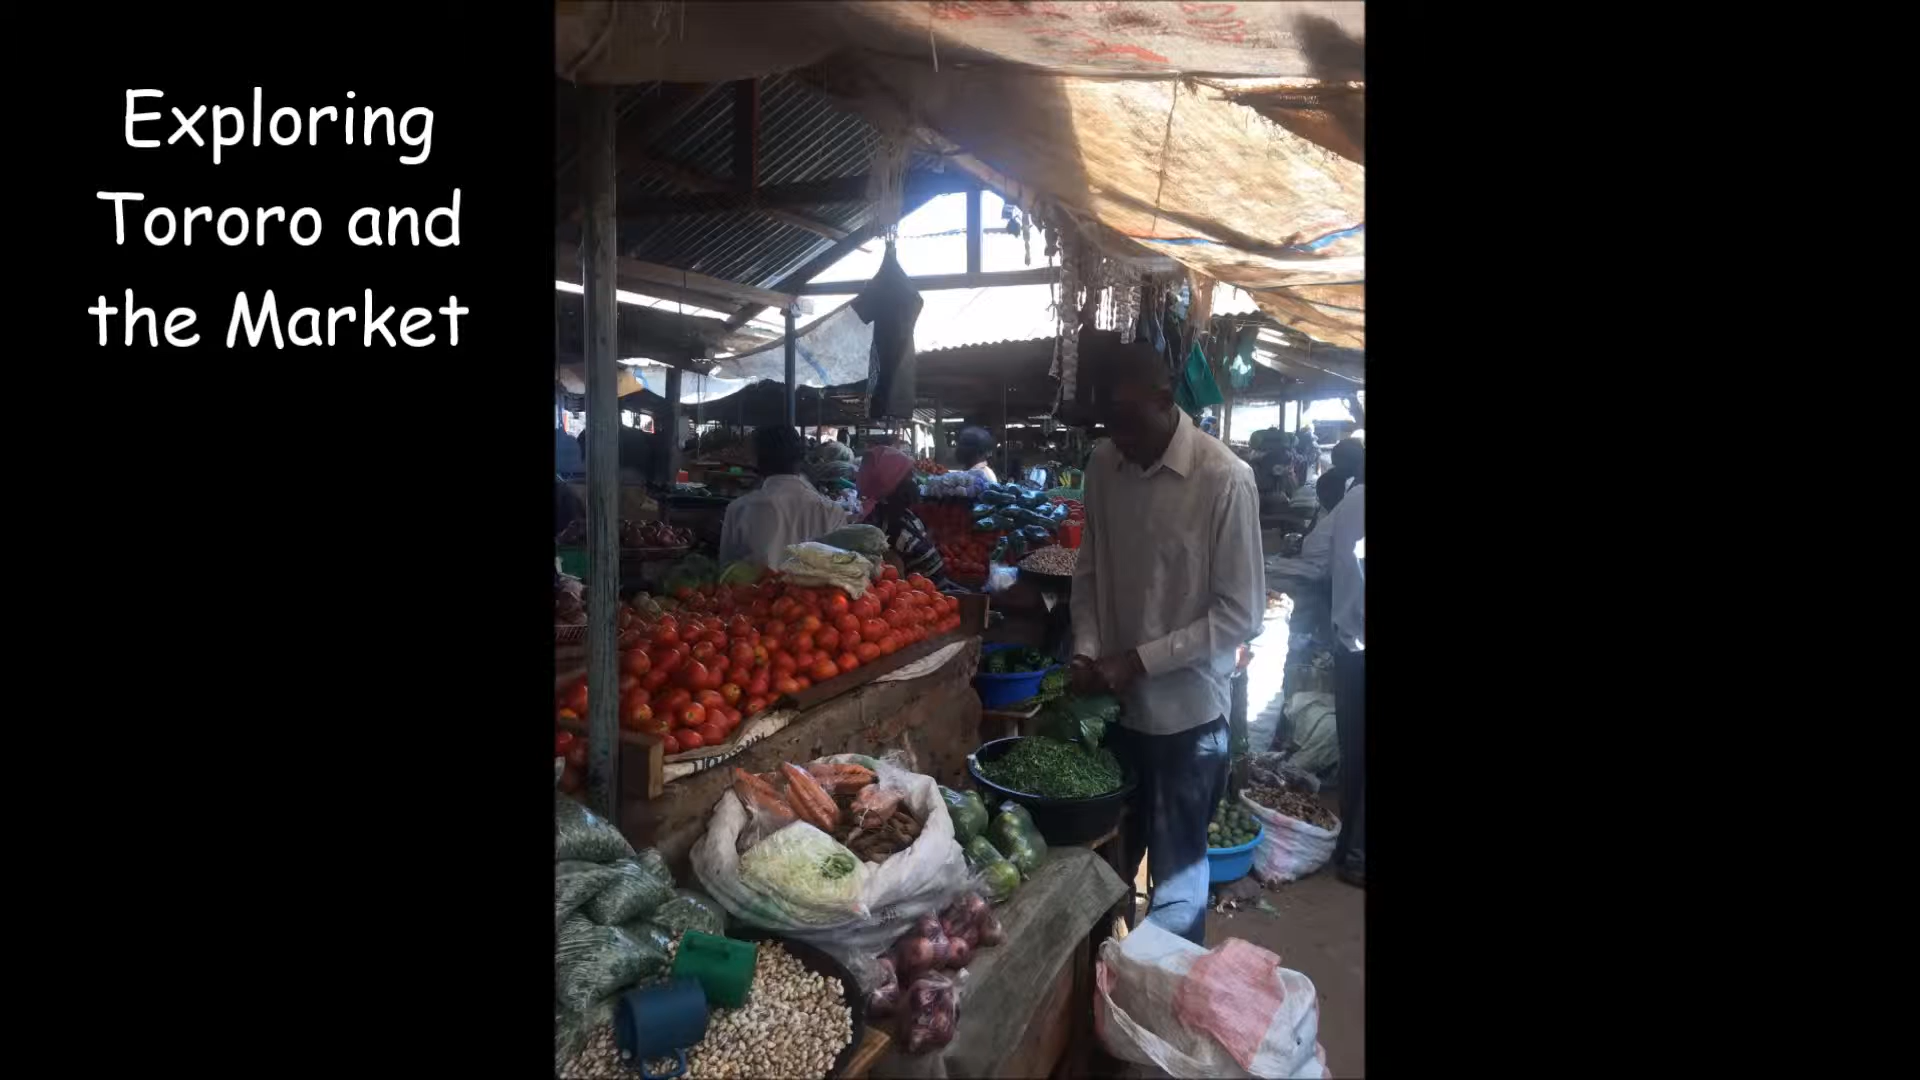 Exploring
Tororo and
the Market